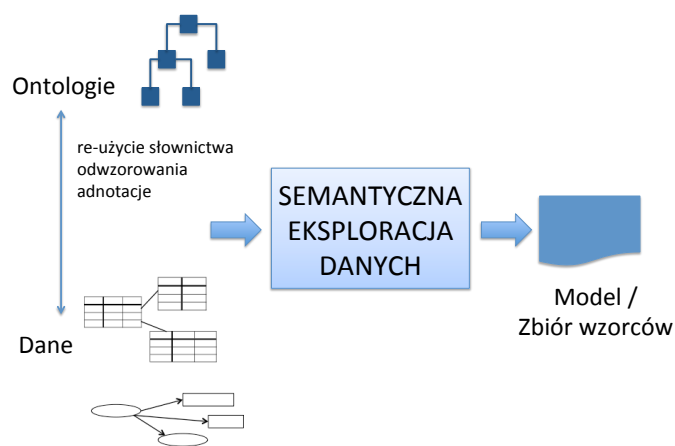 Ontologie
re-użycie słownictwa
odwzorowania
adnotacje
SEMANTYCZNA
EKSPLORACJA
DANYCH
Model /
Zbiór wzorców
Dane